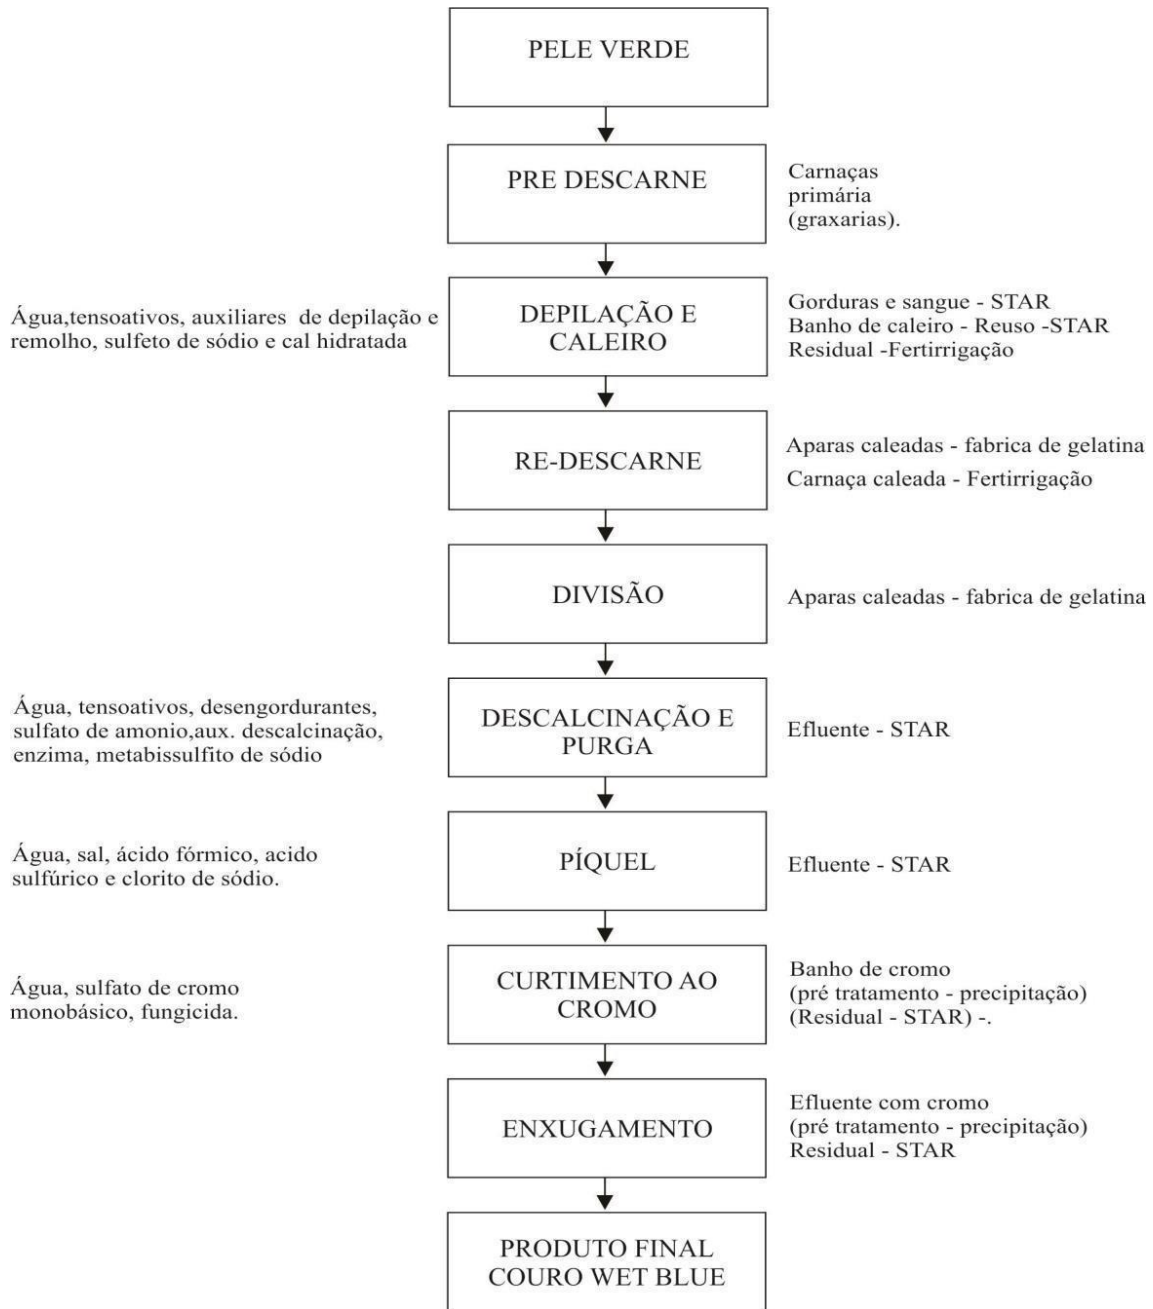 PELE VERDE
PRE DESCARNE
Carnaças
primária
(graxarias).
Água,tensoativos, auxiliares de depilação e
remolho, sulfeto de sódio e cal hidratada
DEPILAÇÃO E
CALEIRO
Gorduras e sangue - STAR
Banho de caleiro - Reuso -STAR
Residual -Fertirrigação
RE-DESCARNE
Aparas caleadas - fabrica de gelatina
Carnaça caleada - Fertirrigação
DIVISÃO
Aparas caleadas - fabrica de gelatina
Água, tensoativos, desengordurantes,
sulfato de amonio,aux. descalcinação,
enzima, metabissulfito de sódio
DESCALCINAÇÃO E
PURGA
Efluente - STAR
Água, sal, ácido fórmico, acido
sulfúrico e clorito de sódio.
PÍQUEL
Efluente - STAR
Água, sulfato de cromo
monobásico, fungicida.
CURTIMENTO AO
CROMO
Banho de cromo
(pré tratamento - precipitação)
(Residual - STAR) -.
ENXUGAMENTO
Efluente com cromo
(pré tratamento - precipitação)
Residual - STAR
PRODUTO FINAL
COURO WET BLUE